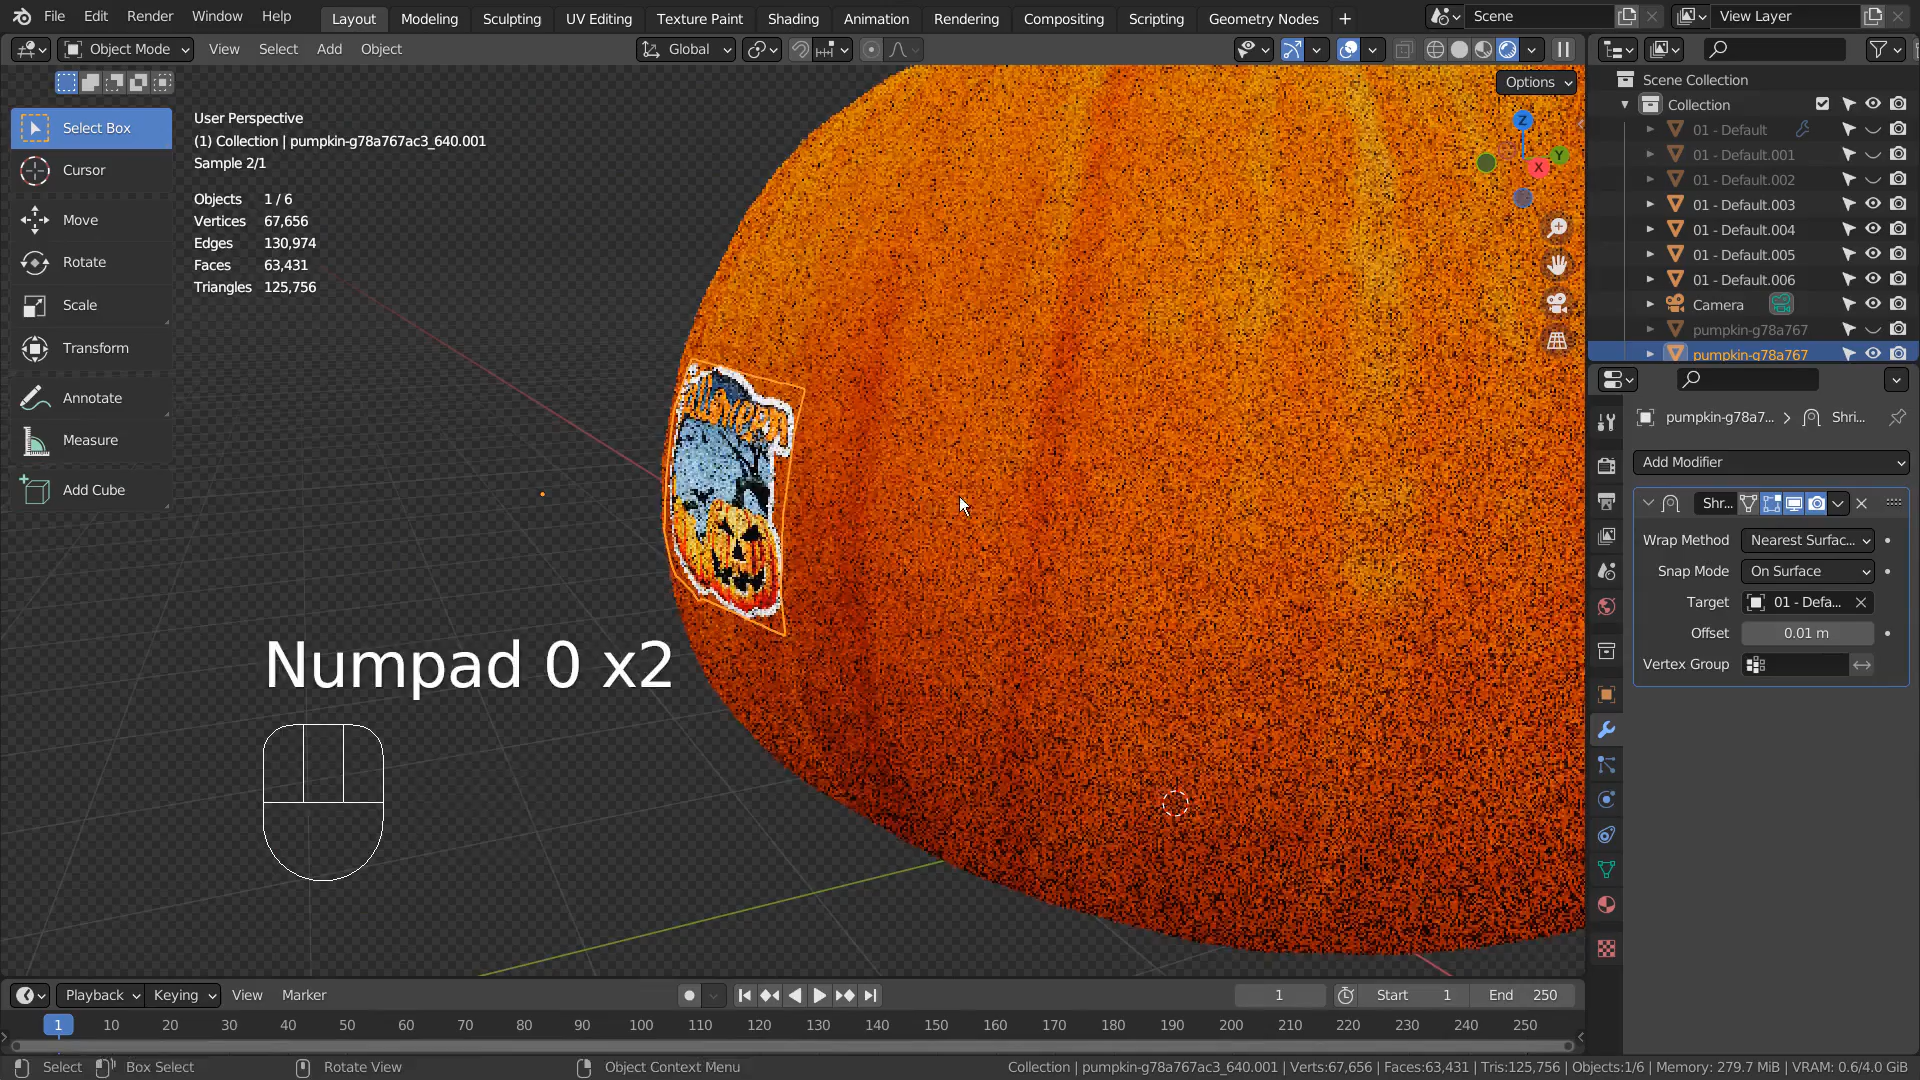 File Edit Render Window Help Layout Modeling Sculpting UV Editing Texture Paint Shading Animation Rendering Compositing Scripting Geometry Nodes + Scene View Layer
Object Mode View Select Add Object Global
Options
Select Box
Cursor
Move
Rotate
Scale
Transform
Annotate
Measure
Add Cube
User Perspective
(1) Collection | pumpkin-g78a767ac3_640.001
Sample 2/1
Objects 1 / 6
Vertices 67,656
Edges 130,974
Faces 63,431
Triangles 125,756
Z
Y
X
Numpad 0 x2
Scene Collection
Collection
01 - Default
01 - Default.001
01 - Default.002
01 - Default.003
01 - Default.004
01 - Default.005
01 - Default.006
Camera
pumpkin-g78a767
pumpkin-g78a767
pumpkin-g78a7... > Shri...
Add Modifier
Shr...
Wrap Method Nearest Surfac...
Snap Mode On Surface
Target 01 - Defa...
Offset 0.01 m
Vertex Group
Playback Keying View Marker 1 Start 1 End 250
1 10 20 30 40 50 60 70 80 90 100 110 120 130 140 150 160 170 180 190 200 210 220 230 240 250
Select Box Select Rotate View Object Context Menu Collection | pumpkin-g78a767ac3_640.001 | Verts:67,656 | Faces:63,431 | Tris:125,756 | Objects:1/6 | Memory: 279.7 MiB | VRAM: 0.6/4.0 GiB